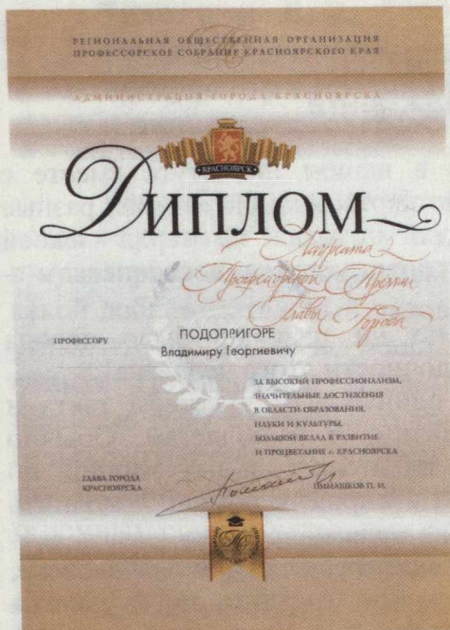 РЕГИОНАЛЬНАЯ ОБЩЕСТВЕННАЯ ОРГАНИЗАЦИЯ
ПРОФЕССОРСКОЕ СОБРАНИЕ КРАСНОЯРСКОГО КРАЯ
АДМИНИСТРАЦИЯ ГОРОДА КРАСНОЯРСКА
КРАСНОЯРСК
ДИПЛОМ
Лауреата
Профессорской Премии
Главы Города
ПРОФЕССОРУ
ПОДОПРИГОРЕ
Владимиру Георгиевичу
ЗА ВЫСОКИЙ ПРОФЕССИОНАЛИЗМ,
ЗНАЧИТЕЛЬНЫЕ ДОСТИЖЕНИЯ
В ОБЛАСТИ ОБРАЗОВАНИЯ,
НАУКИ И КУЛЬТУРЫ,
БОЛЬШОЙ ВКЛАД В РАЗВИТИЕ
И ПРОЦВЕТАНИЕ г. КРАСНОЯРСКА
ГЛАВА ГОРОДА
КРАСНОЯРСКА
ПИМАШКОВ П. И.